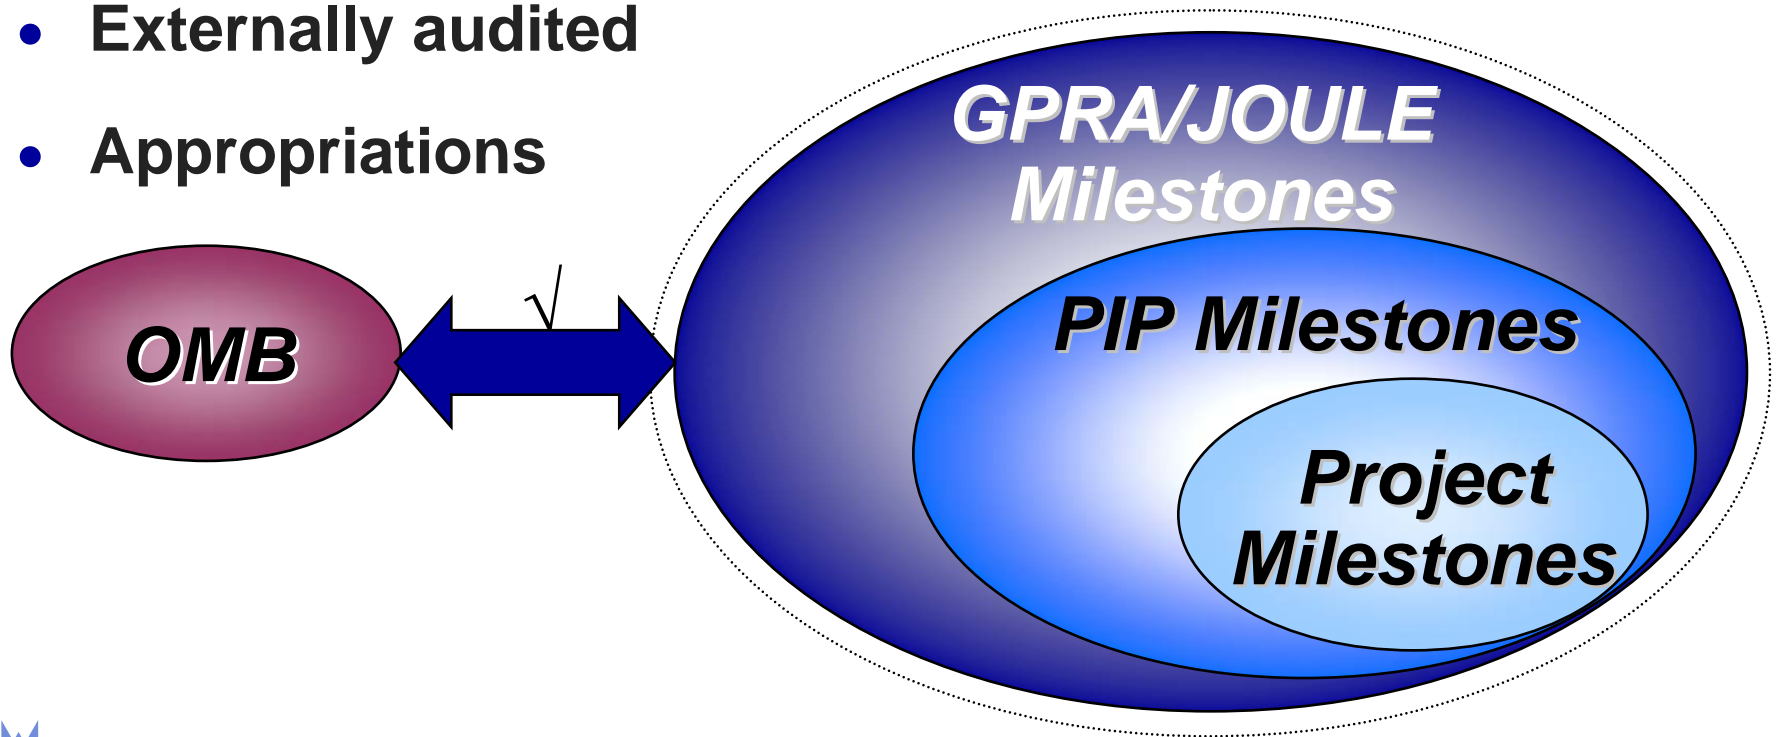 • Externally audited
• Appropriations
GPRA/JOULE
Milestones
√
OMB
PIP Milestones
Project
Milestones